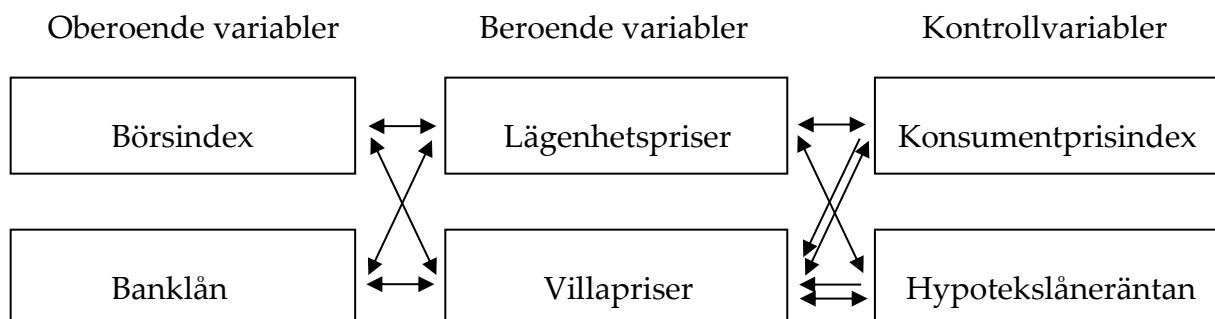 Oberoende variabler Beroende variabler Kontrollvariabler
Börsindex Lägenhetspriser Konsumentprisindex
Banklån Villapriser Hypotekslåneräntan